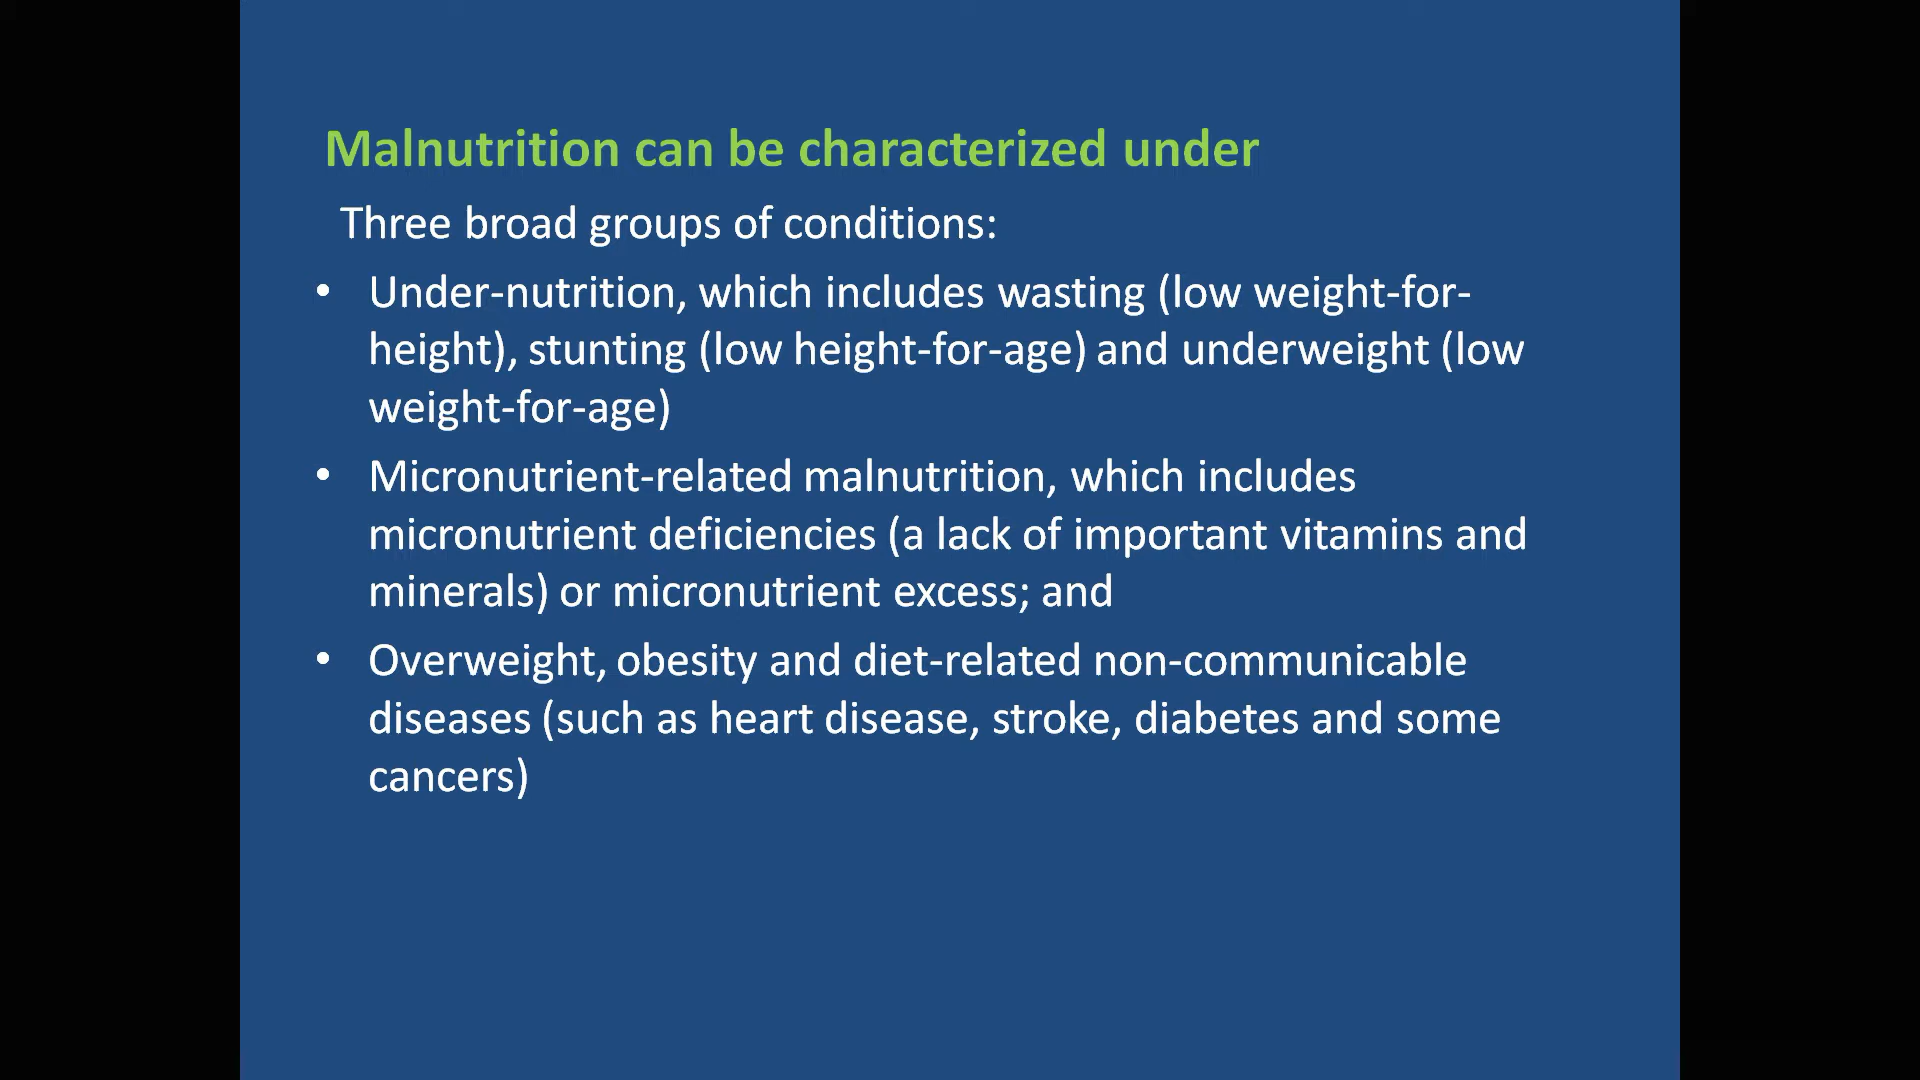 Malnutrition can be characterized under
Three broad groups of conditions:
• Under-nutrition, which includes wasting (low weight-for-
height), stunting (low height-for-age) and underweight (low
weight-for-age)
• Micronutrient-related malnutrition, which includes
micronutrient deficiencies (a lack of important vitamins and
minerals) or micronutrient excess; and
• Overweight, obesity and diet-related non-communicable
diseases (such as heart disease, stroke, diabetes and some
cancers)